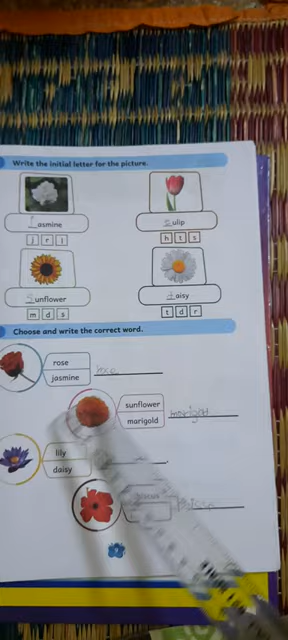 Write the initial letter for the picture.
jasmine
ulip
j r l
h t s
sunflower
daisy
m d s
t d r
Choose and write the correct word.
rose
jasmine
rose
sunflower
marigold
marigold
lily
daisy